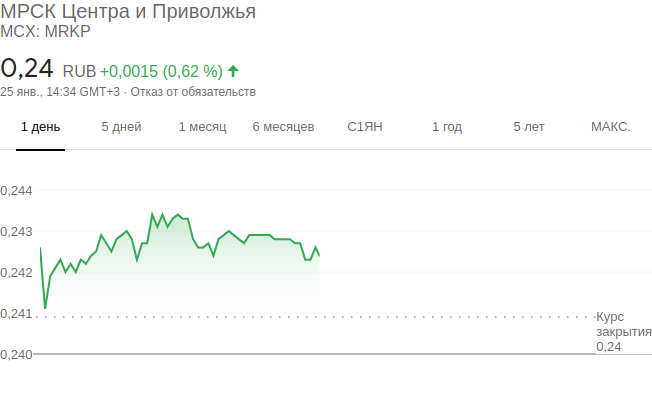 МРСК Центра и Приволжья
MCX: MRKP
0,24 RUB +0,0015 (0,62 %)
25 янв., 14:34 GMT+3 · Отказ от обязательств
1 день 5 дней 1 месяц 6 месяцев С1ЯН 1 год 5 лет МАКС.
0,244
0,243
0,242
0,241
Курс
закрытия
0,24
0,240